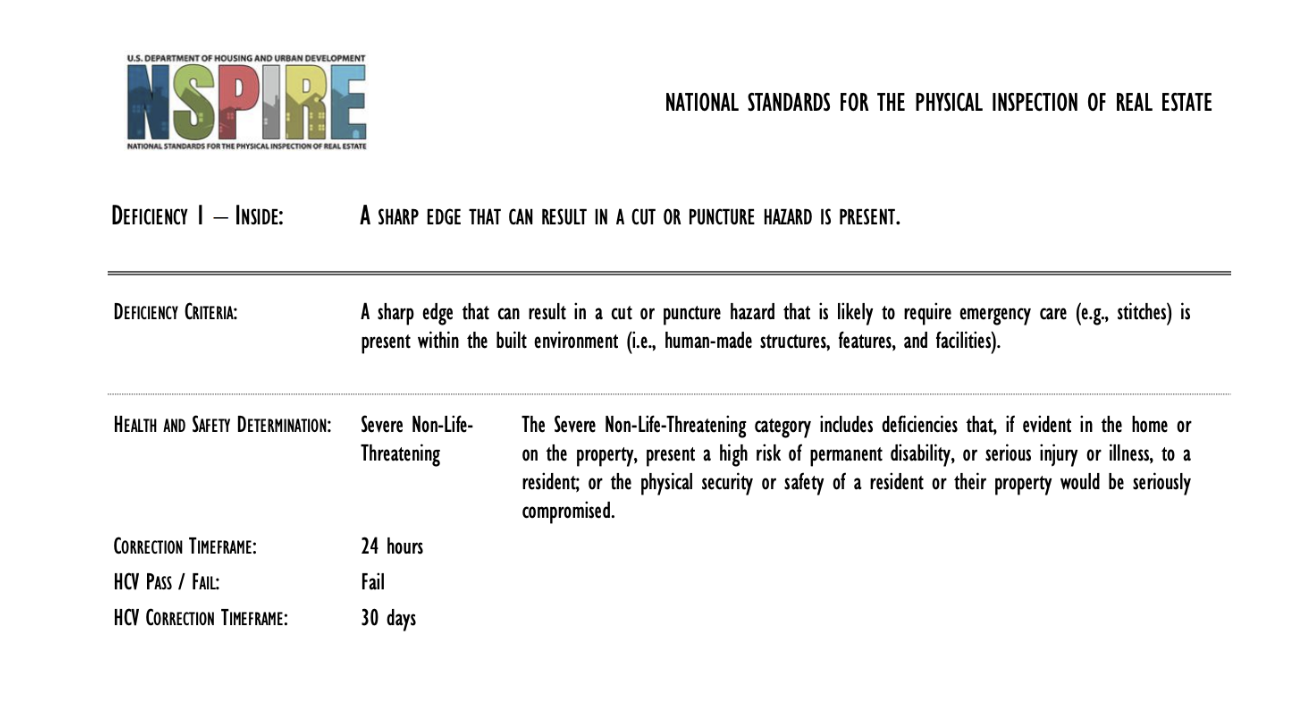 U.S. DEPARTMENT OF HOUSING AND URBAN DEVELOPMENT
NSPIRE
NATIONAL STANDARDS FOR THE PHYSICAL INSPECTION OF REAL ESTATE
NATIONAL STANDARDS FOR THE PHYSICAL INSPECTION OF REAL ESTATE
DEFICIENCY 1 – INSIDE: A SHARP EDGE THAT CAN RESULT IN A CUT OR PUNCTURE HAZARD IS PRESENT.
DEFICIENCY CRITERIA: A sharp edge that can result in a cut or puncture hazard that is likely to require emergency care (e.g., stitches) is
present within the built environment (i.e., human-made structures, features, and facilities).
HEALTH AND SAFETY DETERMINATION: Severe Non-Life-
Threatening
The Severe Non-Life-Threatening category includes deficiencies that, if evident in the home or
on the property, present a high risk of permanent disability, or serious injury or illness, to a
resident; or the physical security or safety of a resident or their property would be seriously
compromised.
CORRECTION TIMEFRAME: 24 hours
HCV PASS / FAIL: Fail
HCV CORRECTION TIMEFRAME: 30 days